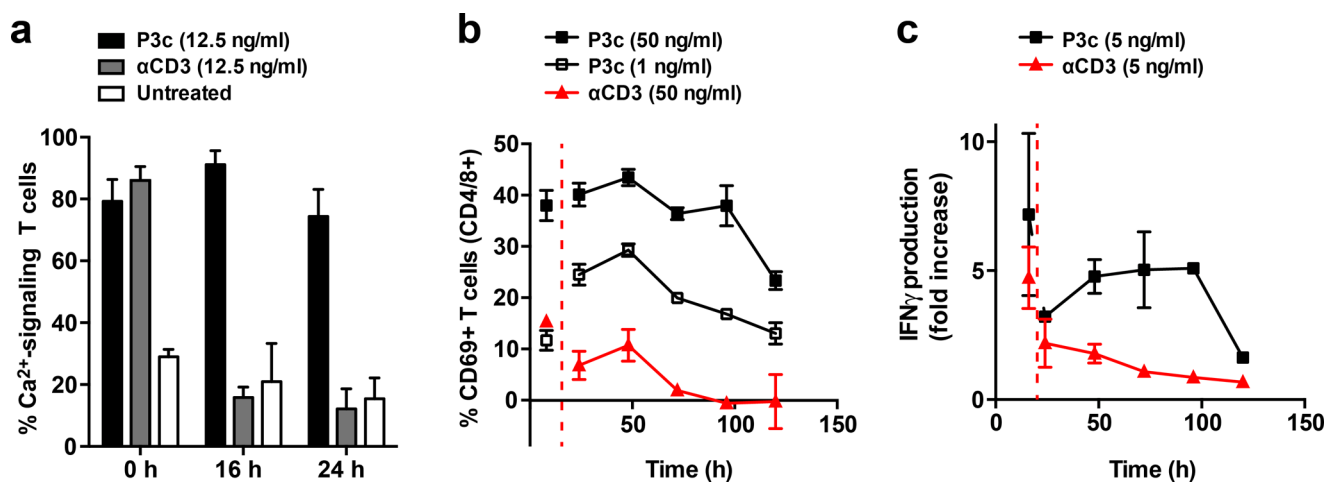 a
P3c (12.5 ng/ml)
αCD3 (12.5 ng/ml)
Untreated
% Ca²⁺-signaling T cells
100
80
60
40
20
0
0 h
16 h
24 h
b
P3c (50 ng/ml)
P3c (1 ng/ml)
αCD3 (50 ng/ml)
% CD69+ T cells (CD4/8+)
50
40
30
20
10
0
50
100
150
Time (h)
c
P3c (5 ng/ml)
αCD3 (5 ng/ml)
IFNγ production
(fold increase)
10
5
0
0
50
100
150
Time (h)